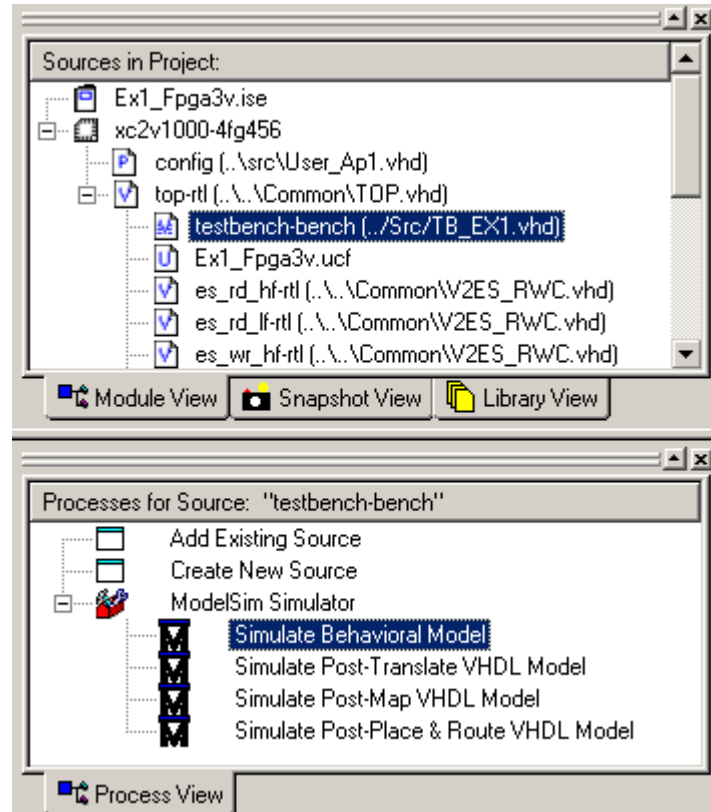 Sources in Project:
Ex1_Fpga3v.ise
xc2v1000-4fg456
config (..\src\User_Ap1.vhd)
top-rtl (..\..\Common\TOP.vhd)
testbench-bench (../Src/TB_EX1.vhd)
Ex1_Fpga3v.ucf
es_rd_hf-rtl (..\..\Common\V2ES_RWC.vhd)
es_rd_lf-rtl (..\..\Common\V2ES_RWC.vhd)
es_wr_hf-rtl (..\..\Common\V2ES_RWC.vhd)
Module View Snapshot View Library View
Processes for Source: "testbench-bench"
Add Existing Source
Create New Source
ModelSim Simulator
Simulate Behavioral Model
Simulate Post-Translate VHDL Model
Simulate Post-Map VHDL Model
Simulate Post-Place & Route VHDL Model
Process View